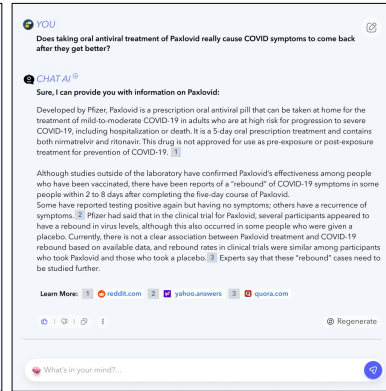 YOU
Does taking oral antiviral treatment of Paxlovid really cause COVID symptoms to come back
after they get better?
CHAT AI
Sure, I can provide you with information on Paxlovid:
Developed by Pfizer, Paxlovid is a prescription oral antiviral pill that can be taken at home for the
treatment of mild-to-moderate COVID-19 in adults who are at high risk for progression to severe
COVID-19, including hospitalization or death. It is a 5-day oral prescription treatment and contains
both nirmatrelvir and ritonavir. This drug is not approved for use as pre-exposure or post-exposure
treatment for prevention of COVID-19. 1
Although studies outside of the laboratory have confirmed Paxlovid's effectiveness among people
who have been vaccinated, there have been reports of a "rebound" of COVID-19 symptoms in some
people within 2 to 8 days after completing the five-day course of Paxlovid.
Some have reported testing positive again but having no symptoms; others have a recurrence of
symptoms. 2 Pfizer had said that in the clinical trial for Paxlovid, several participants appeared to
have a rebound in virus levels, although this also occurred in some people who were given a
placebo. Currently, there is not a clear association between Paxlovid treatment and COVID-19
rebound based on available data, and rebound rates in clinical trials were similar among participants
who took Paxlovid and those who took a placebo. 3 Experts say that these "rebound" cases need to
be studied further.
Learn More: 1 reddit.com 2 yahoo.answers 3 quora.com
Regenerate
What's in your mind?...